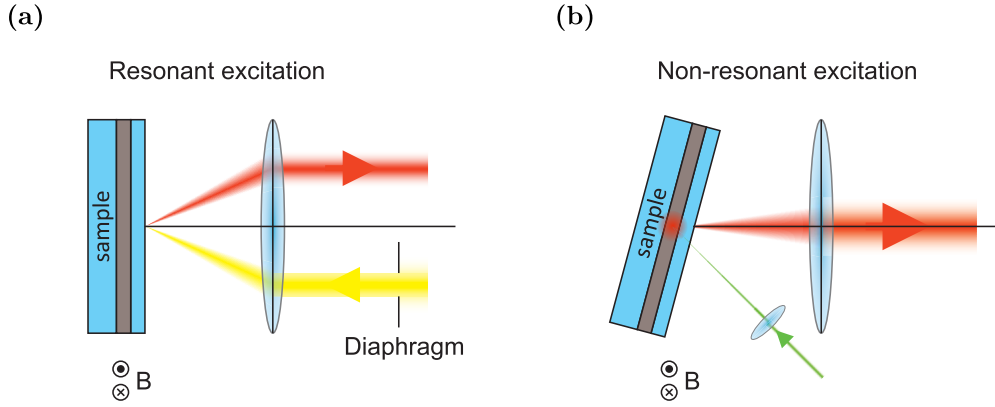 (a)
Resonant excitation
sample
Diaphragm
B
(b)
Non-resonant excitation
sample
B